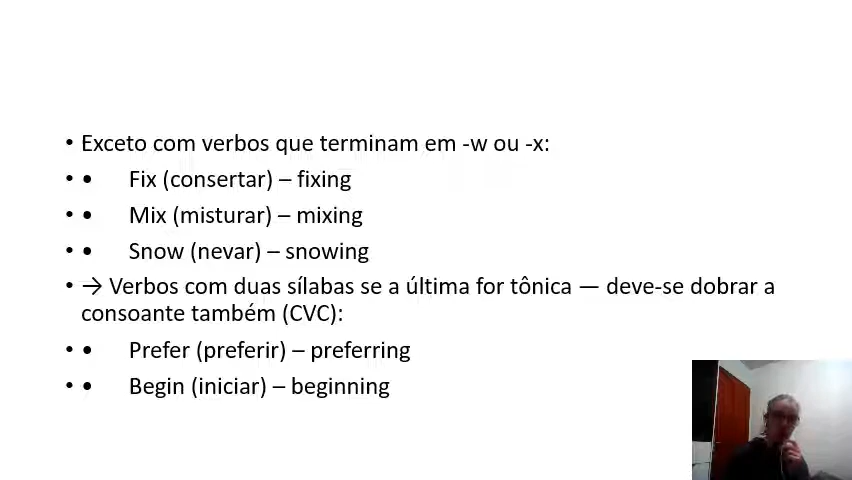 • Exceto com verbos que terminam em -w ou -x:
• • Fix (consertar) – fixing
• • Mix (misturar) – mixing
• • Snow (nevar) – snowing
• → Verbos com duas sílabas se a última for tônica — deve-se dobrar a
consoante também (CVC):
• • Prefer (preferir) – preferring
• • Begin (iniciar) – beginning